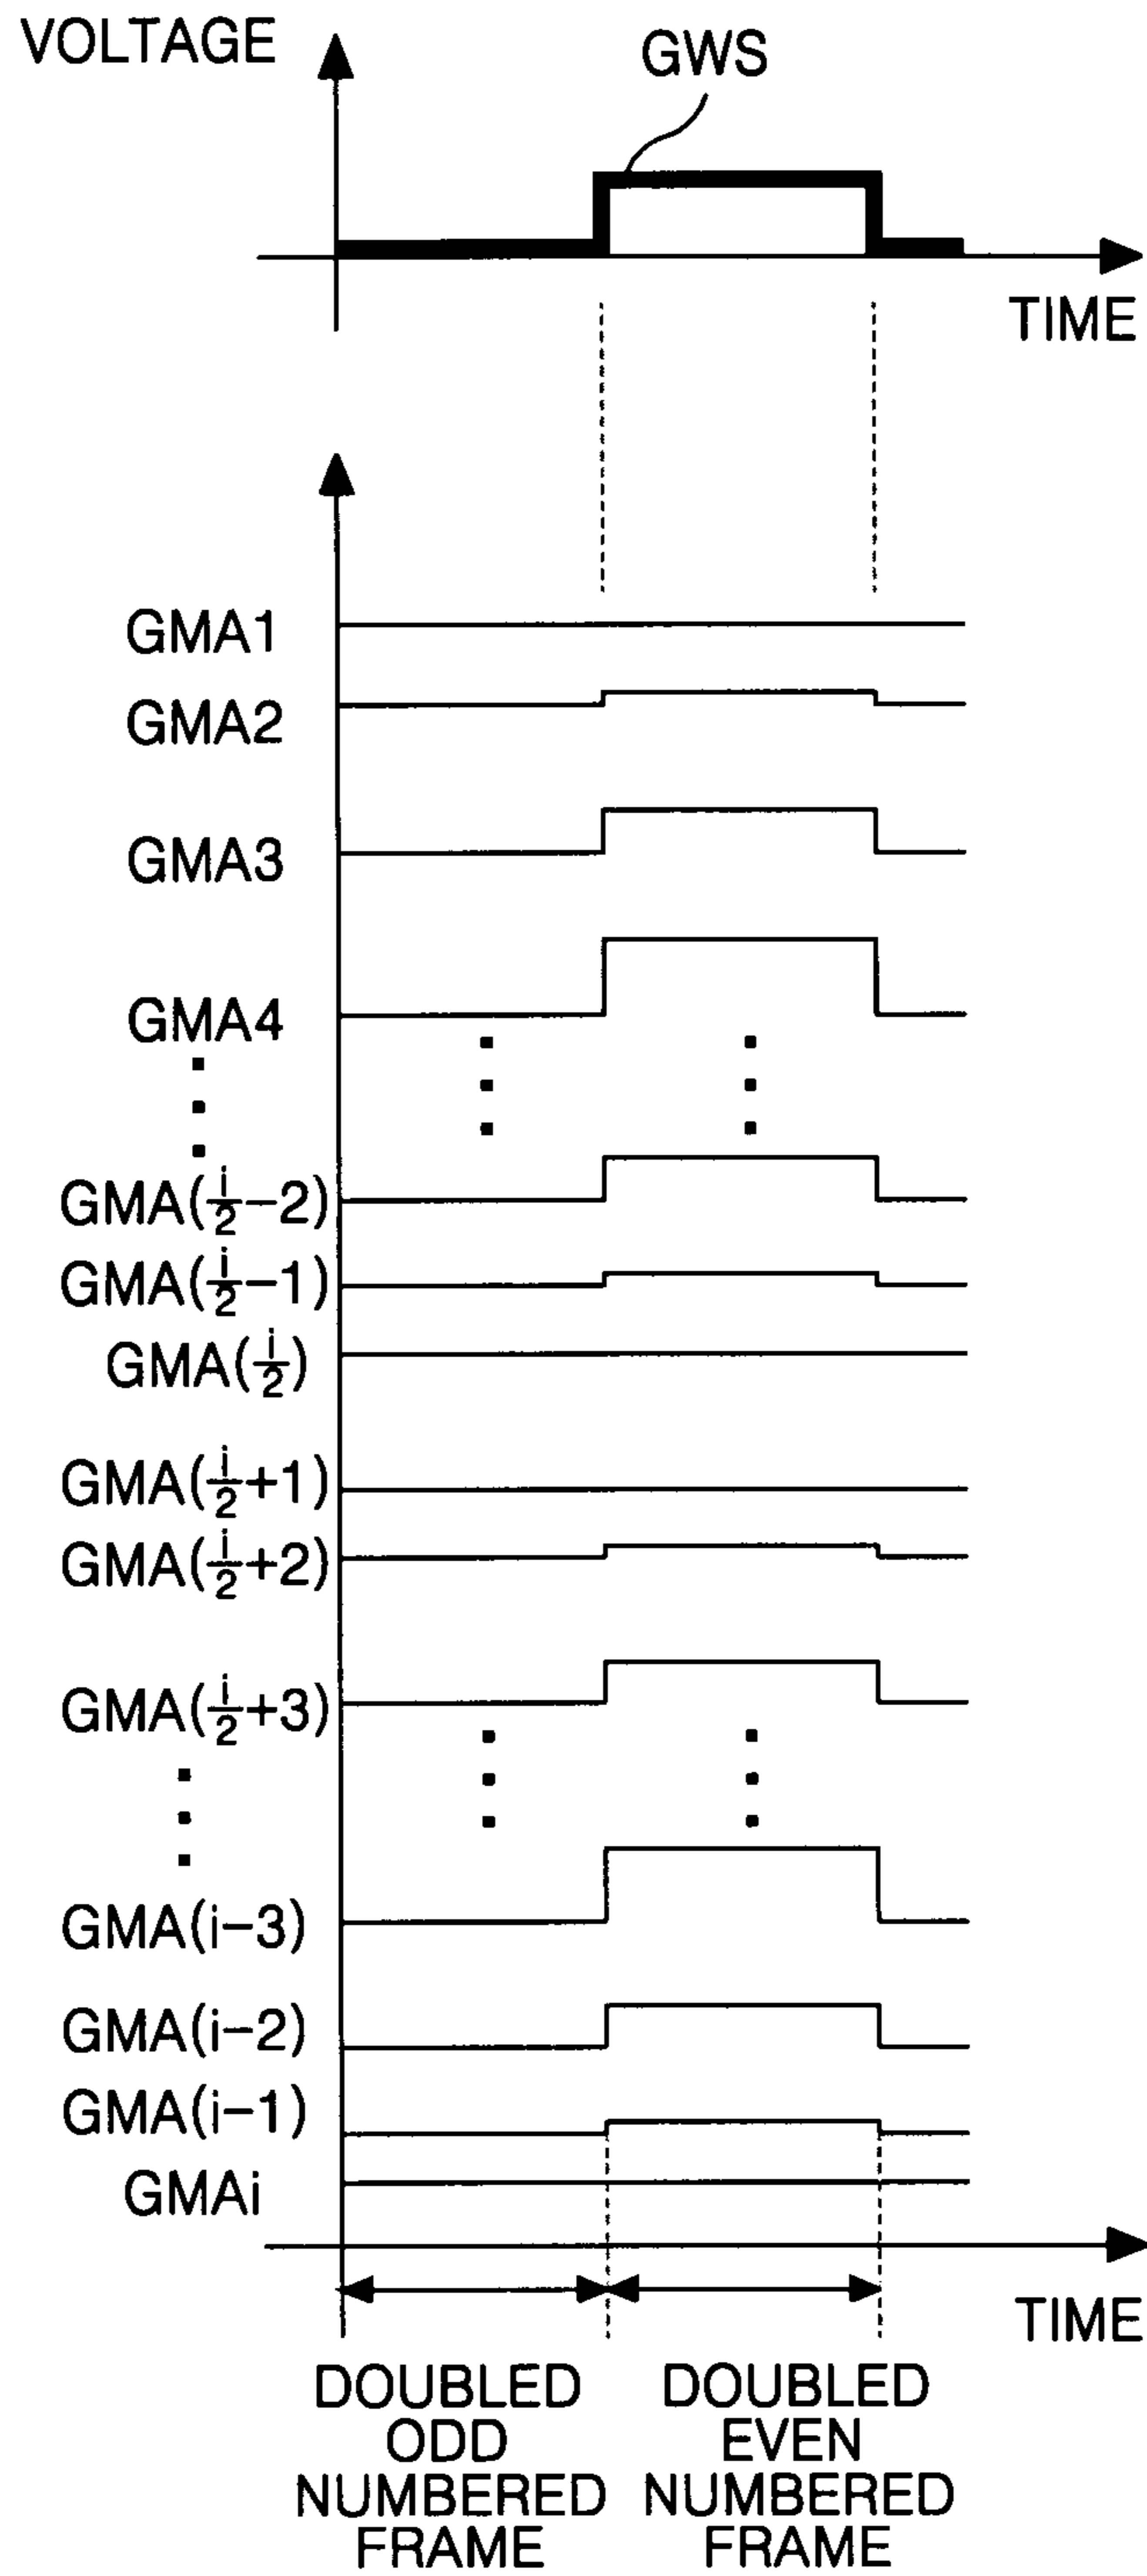 VOLTAGE
GWS
TIME
GMA1
GMA2
GMA3
GMA4
GMA(i/2−2)
GMA(i/2−1)
GMA(i/2)
GMA(i/2+1)
GMA(i/2+2)
GMA(i/2+3)
GMA(i−3)
GMA(i−2)
GMA(i−1)
GMAi
TIME
DOUBLED ODD NUMBERED FRAME
DOUBLED EVEN NUMBERED FRAME